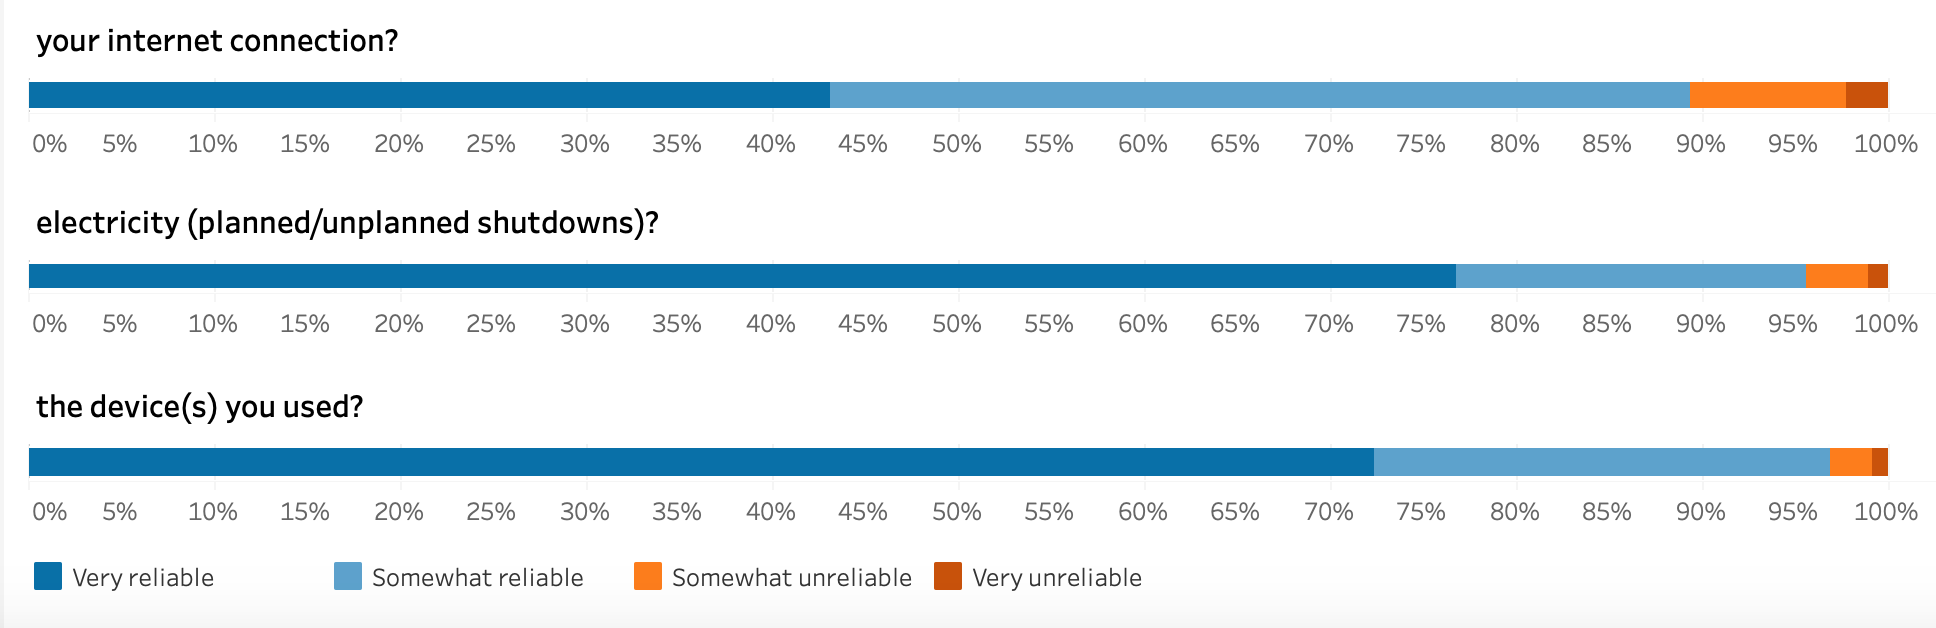 your internet connection?
0% 5% 10% 15% 20% 25% 30% 35% 40% 45% 50% 55% 60% 65% 70% 75% 80% 85% 90% 95% 100%
electricity (planned/unplanned shutdowns)?
0% 5% 10% 15% 20% 25% 30% 35% 40% 45% 50% 55% 60% 65% 70% 75% 80% 85% 90% 95% 100%
the device(s) you used?
0% 5% 10% 15% 20% 25% 30% 35% 40% 45% 50% 55% 60% 65% 70% 75% 80% 85% 90% 95% 100%
Very reliable Somewhat reliable Somewhat unreliable Very unreliable